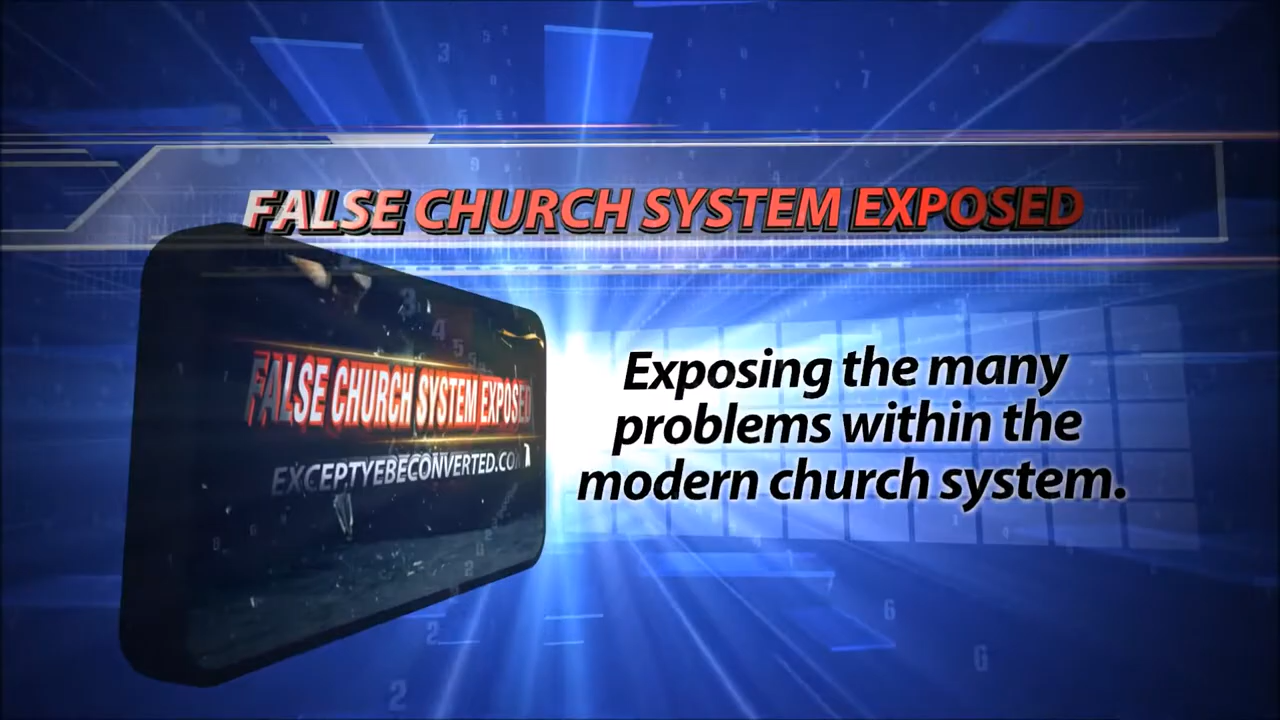 FALSE CHURCH SYSTEM EXPOSED
FALSE CHURCH SYSTEM EXPOSED
EXCEPTYEBECONVERTED.COM
Exposing the many
problems within the
modern church system.